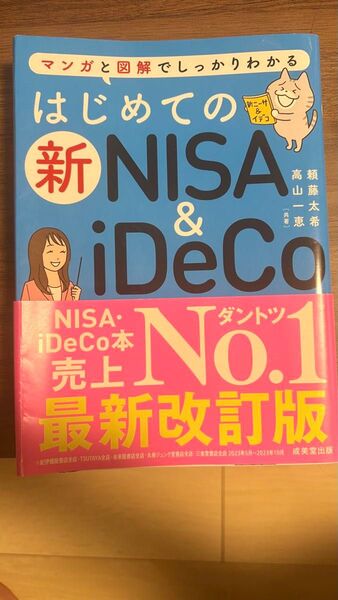 マンガと図解でしっかりわかる
はじめての
新NISA
&
iDeCo
新ニーサ
&
イデコ
頼藤太希
高山一恵
[共著]
NISA・
iDeCo本
売上
ダントツ
No.1
最新改訂版
成美堂出版